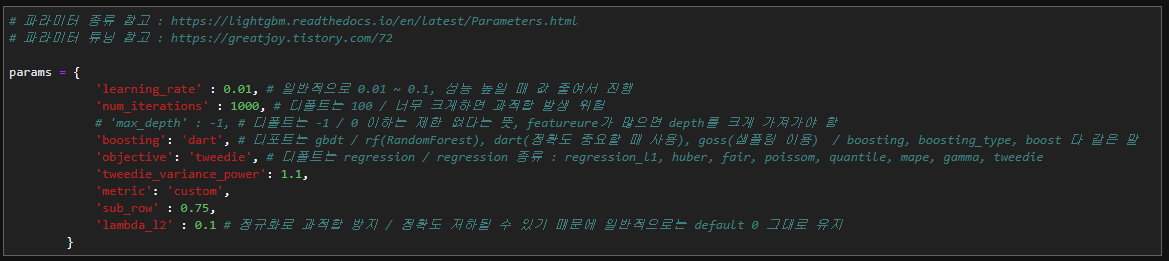 # 파라미터 종류 참고 : https://lightgbm.readthedocs.io/en/latest/Parameters.html
# 파라미터 튜닝 참고 : https://greatjoy.tistory.com/72
params = {
'learning_rate' : 0.01, # 일반적으로 0.01 ~ 0.1, 성능 높일 때 값 줄여서 진행
'num_iterations' : 1000, # 디폴트는 100 / 너무 크게하면 과적합 발생 위험
# 'max_depth' : -1, # 디폴트는 -1 / 0 이하는 제한 없다는 뜻, featureure가 많으면 depth를 크게 가져가야 함
'boosting': 'dart', # 디포트는 gbdt / rf(RandomForest), dart(정확도 중요할 때 사용), goss(샘플링 이용)  / boosting, boosting_type, boost 다 같은 말
'objective': 'tweedie', # 디폴트는 regression / regression 종류 : regression_l1, huber, fair, poissom, quantile, mape, gamma, tweedie
'tweedie_variance_power': 1.1,
'metric': 'custom',
'sub_row' : 0.75,
'lambda_l2' : 0.1 # 정규화로 과적합 방지 / 정확도 저하될 수 있기 때문에 일반적으로는 default 0 그대로 유지
}